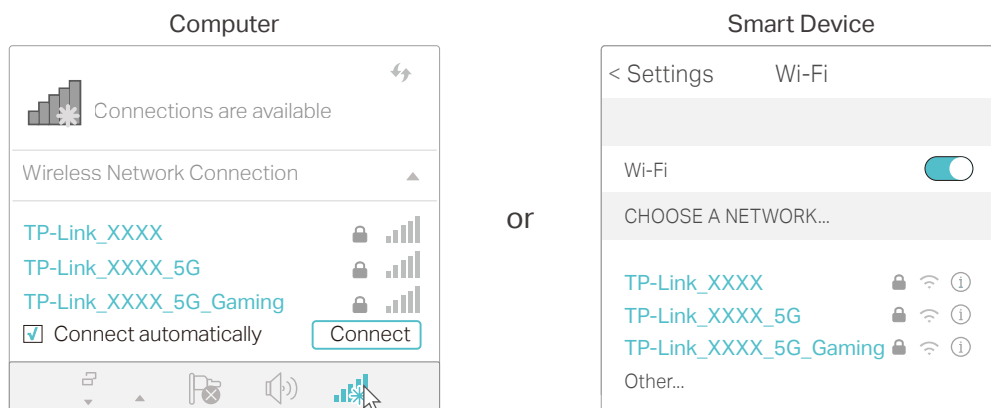 Computer
Connections are available
Wireless Network Connection
TP-Link_XXXX
TP-Link_XXXX_5G
TP-Link_XXXX_5G_Gaming
Connect automatically
Connect
or
Smart Device
< Settings
Wi-Fi
Wi-Fi
CHOOSE A NETWORK...
TP-Link_XXXX
TP-Link_XXXX_5G
TP-Link_XXXX_5G_Gaming
Other...